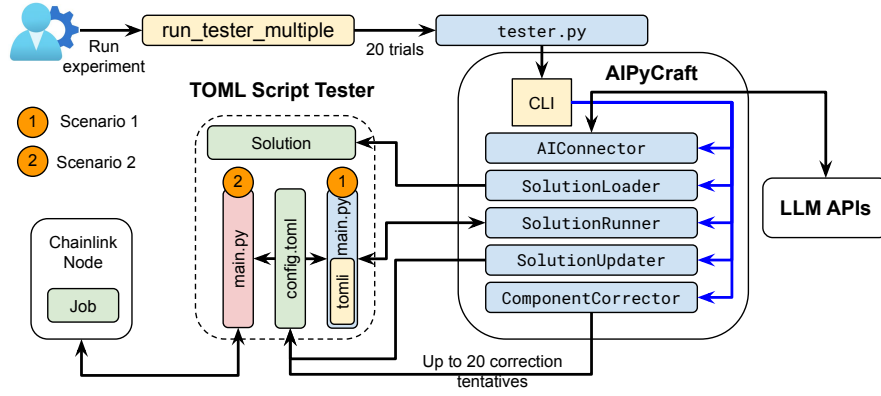 Run
experiment
run_tester_multiple
20 trials
tester.py
AIPyCraft
CLI
AIConnector
SolutionLoader
SolutionRunner
SolutionUpdater
ComponentCorrector
LLM APIs
TOML Script Tester
Solution
1
Scenario 1
2
Scenario 2
2
main.py
config.toml
1
main.py
tomli
Chainlink
Node
Job
Up to 20 correction
tentatives